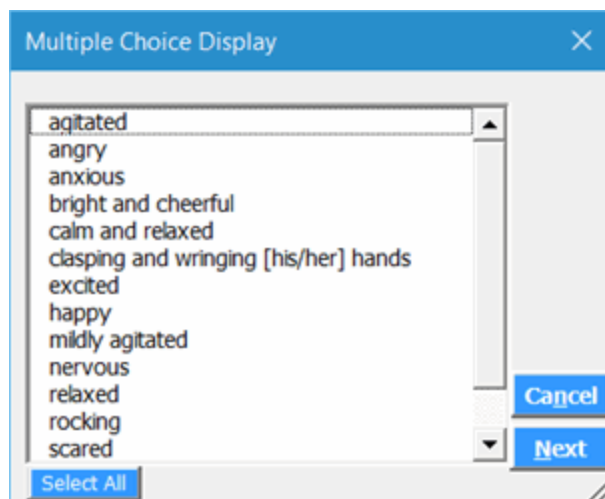 Multiple Choice Display
agitated
angry
anxious
bright and cheerful
calm and relaxed
clasping and wringing [his/her] hands
excited
happy
mildly agitated
nervous
relaxed
rocking
scared
Cancel
Next
Select All